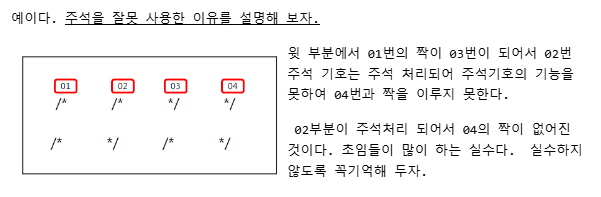 예이다. 주석을 잘못 사용한 이유를 설명해 보자.
01 02 03 04
/* /* */ */
/* */ /* */
윗 부분에서 01번의 짝이 03번이 되어서 02번
주석 기호는 주석 처리되어 주석기호의 기능을
못하여 04번과 짝을 이루지 못한다.
02부분이 주석처리 되어서 04의 짝이 없어진
것이다. 초임들이 많이 하는 실수다. 실수하지
않도록 꼭기억해 두자.